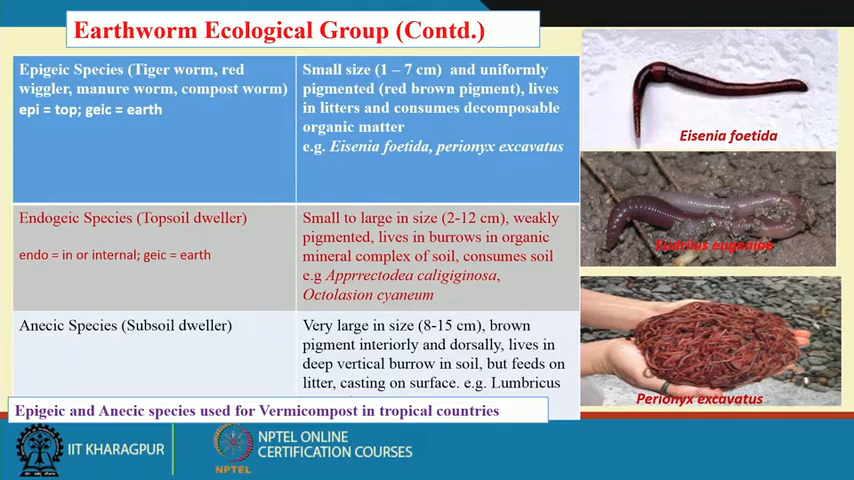 Earthworm Ecological Group (Contd.)
Epigeic Species (Tiger worm, red
wiggler, manure worm, compost worm)
epi = top; geic = earth
Small size (1 – 7 cm) and uniformly
pigmented (red brown pigment), lives
in litters and consumes decomposable
organic matter
e.g. Eisenia foetida, perionyx excavatus
Endogeic Species (Topsoil dweller)
endo = in or internal; geic = earth
Small to large in size (2-12 cm), weakly
pigmented, lives in burrows in organic
mineral complex of soil, consumes soil
e.g Apprrectodea caligiginosa,
Octolasion cyaneum
Anecic Species (Subsoil dweller)
Very large in size (8-15 cm), brown
pigment interiorly and dorsally, lives in
deep vertical burrow in soil, but feeds on
litter, casting on surface. e.g. Lumbricus
Epigeic and Anecic species used for Vermicompost in tropical countries
Eisenia foetida
Eudrilus eugeniae
Perionyx excavatus
IIT KHARAGPUR
NPTEL
NPTEL ONLINE
CERTIFICATION COURSES